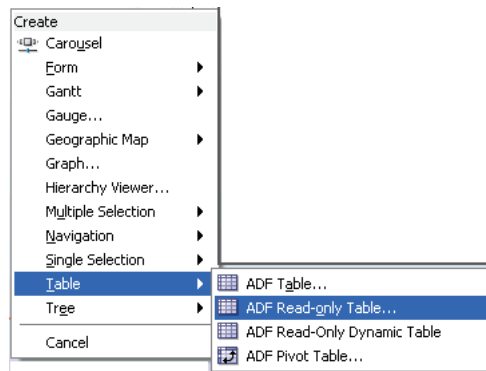 Create
Carousel
Form
Gantt
Gauge...
Geographic Map
Graph...
Hierarchy Viewer...
Multiple Selection
Navigation
Single Selection
Table
Tree
Cancel
ADF Table...
ADF Read-only Table...
ADF Read-Only Dynamic Table
ADF Pivot Table...